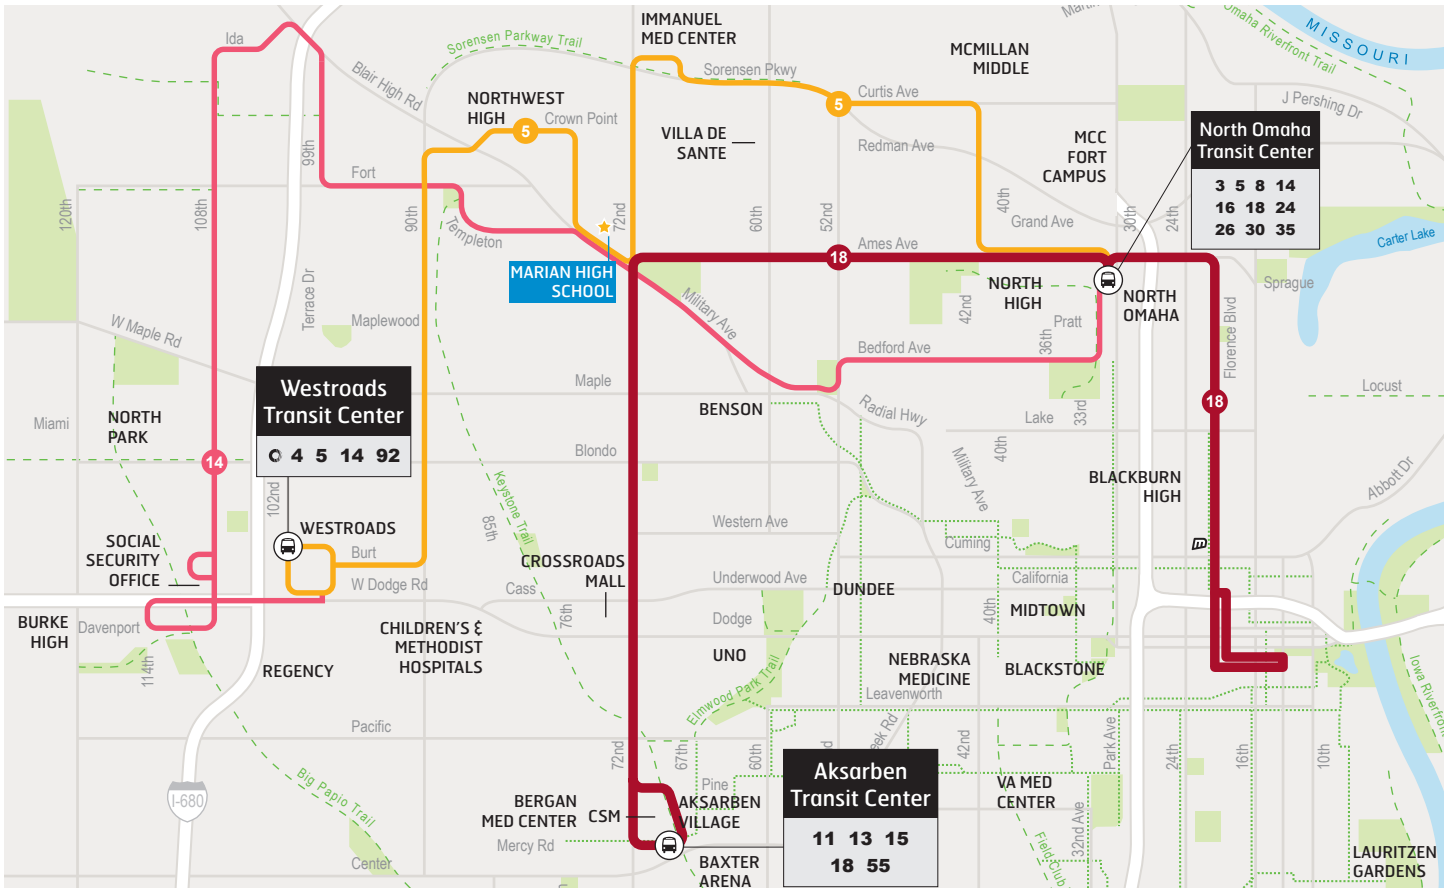 IMMANUEL
MED CENTER
MCMILLAN
MIDDLE
MISSOURI
Omaha Riverfront Trail
J Pershing Dr
Ida
Sorensen Parkway Trail
Sorensen Pkwy
Blair High Rd
Curtis Ave
5
NORTHWEST
HIGH
Crown Point
5
VILLA DE
SANTE
Redman Ave
MCC
FORT
CAMPUS
North Omaha
Transit Center
3 5 8 14
16 18 24
26 30 35
99th
Fort
120th
108th
90th
72nd
60th
52nd
40th
30th
24th
Grand Ave
Templeton
Ames Ave
18
Carter Lake
MARIAN HIGH
SCHOOL
Terrace Dr
Military Ave
NORTH
HIGH
42nd
NORTH
OMAHA
Sprague
W Maple Rd
Maplewood
Pratt
36th
Bedford Ave
Florence Blvd
Westroads
Transit Center
4 5 14 92
Maple
Locust
Miami
NORTH
PARK
BENSON
Radial Hwy
Lake
33rd
18
14
Blondo
40th
Military Ave
BLACKBURN
HIGH
Abbott Dr
102nd
Keystone Trail
85th
WESTROADS
Western Ave
SOCIAL
SECURITY
OFFICE
Burt
W Dodge Rd
CROSSROADS
MALL
Cuming
Cass
Underwood Ave
California
DUNDEE
BURKE
HIGH
Davenport
76th
Dodge
40th
MIDTOWN
CHILDREN'S &
METHODIST
HOSPITALS
114th
REGENCY
UNO
NEBRASKA
MEDICINE
BLACKSTONE
Leavenworth
Elmwood Park Trail
Iowa Riverfront
Pacific
72nd
67th
60th
42nd
Park Ave
24th
16th
10th
Big Papio Trail
I-680
Pine
Aksarben
Transit Center
11 13 15
18 55
BERGAN
MED CENTER
CSM
AKSARBEN
VILLAGE
VA MED
CENTER
Mercy Rd
32nd Ave
Center
BAXTER
ARENA
Field Club
LAURITZEN
GARDENS